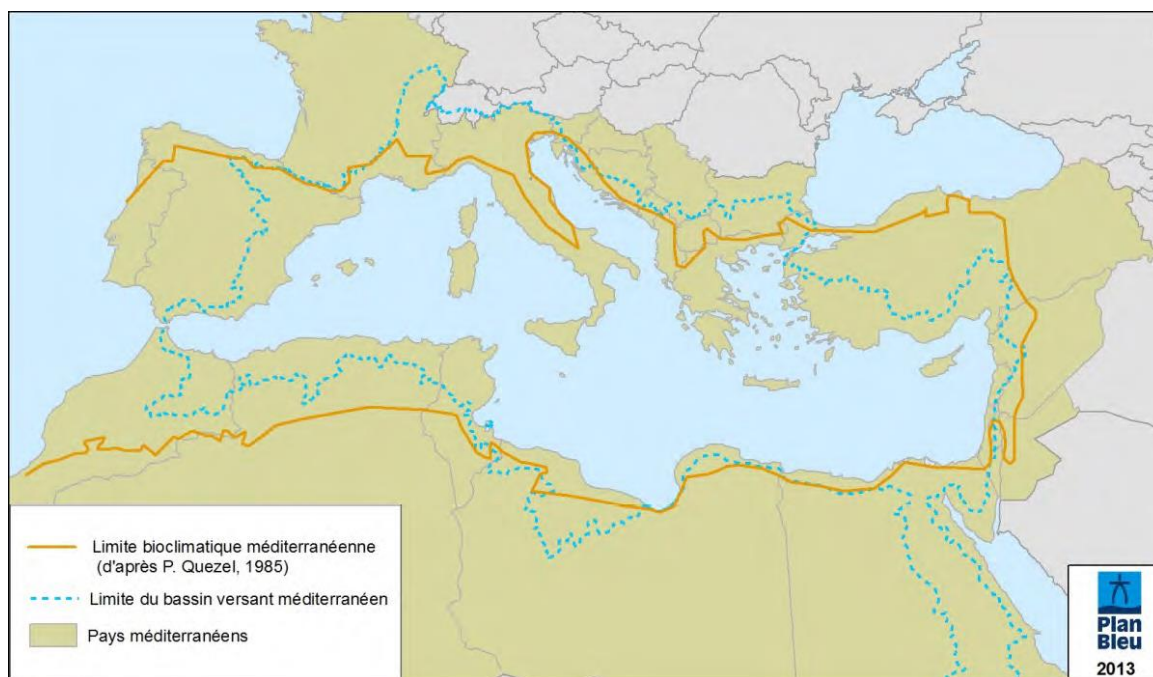 Limite bioclimatique méditerranéenne
(d'après P. Quezel, 1985)
Limite du bassin versant méditerranéen
Pays méditerranéens
Plan
Bleu
2013